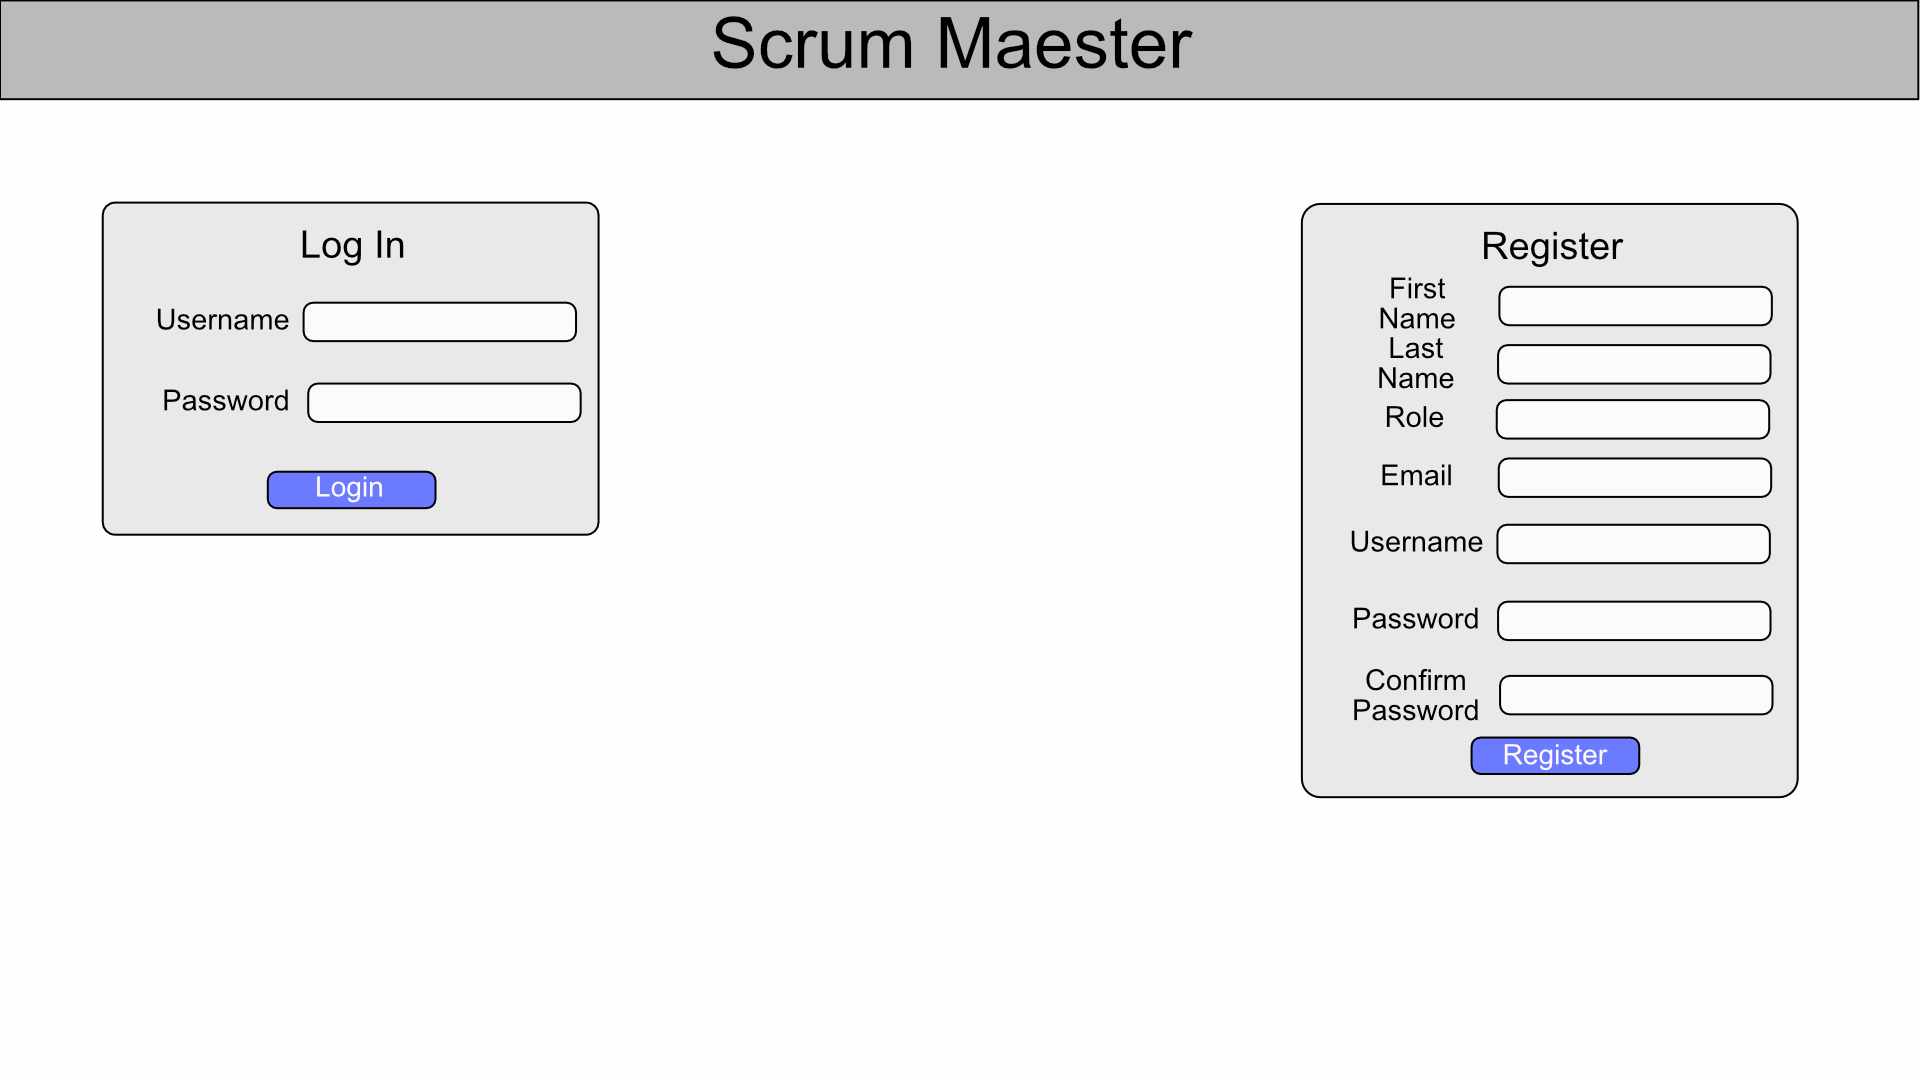 Scrum Maester
Log In
Username
Password
Login
Register
First
Name
Last
Name
Role
Email
Username
Password
Confirm
Password
Register